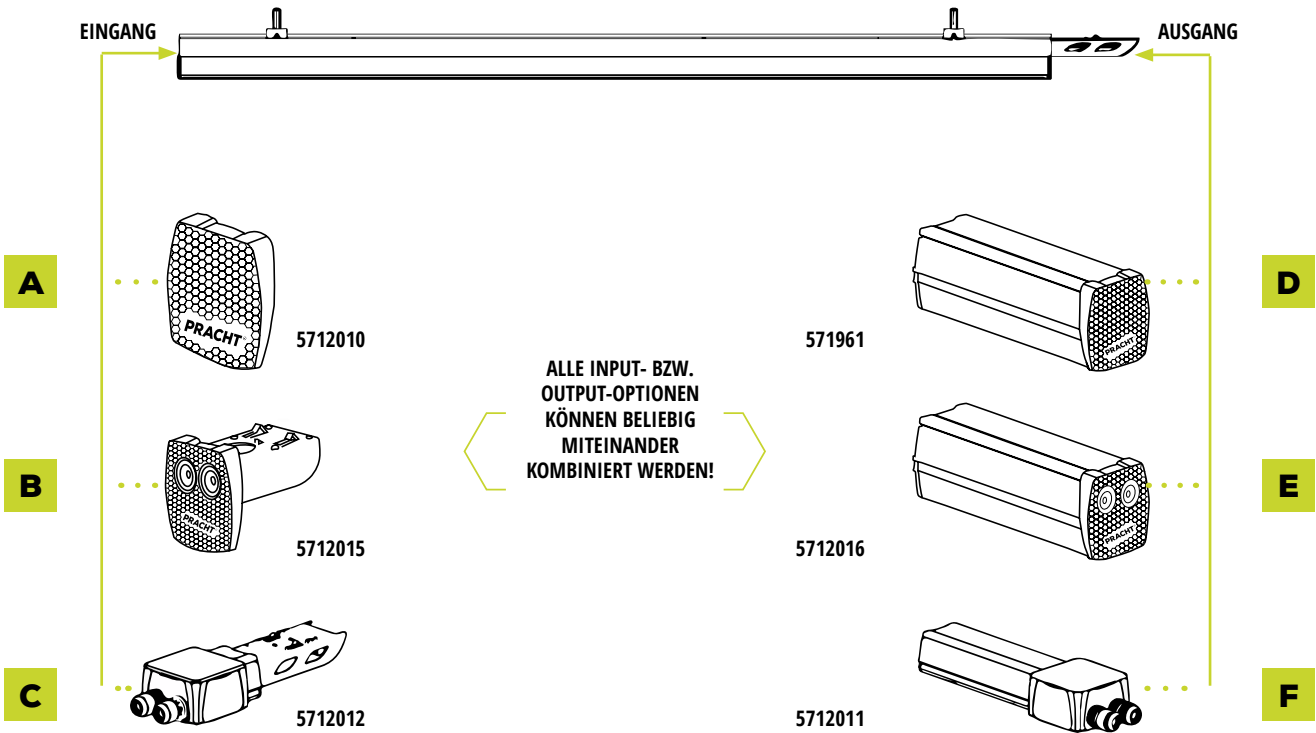 EINGANG
AUSGANG
A
PRACHT
5712010
571961
PRACHT
D
ALLE INPUT- BZW.
OUTPUT-OPTIONEN
KÖNNEN BELIEBIG
MITEINANDER
KOMBINIERT WERDEN!
B
PRACHT
5712015
5712016
PRACHT
E
C
5712012
5712011
F